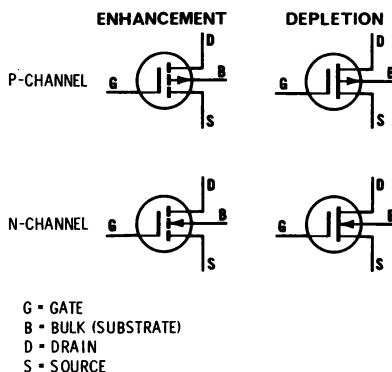 ENHANCEMENT DEPLETION
D D
P-CHANNEL G B G B
S S
D D
N-CHANNEL G B G B
S S
G = GATE
B = BULK (SUBSTRATE)
D = DRAIN
S = SOURCE